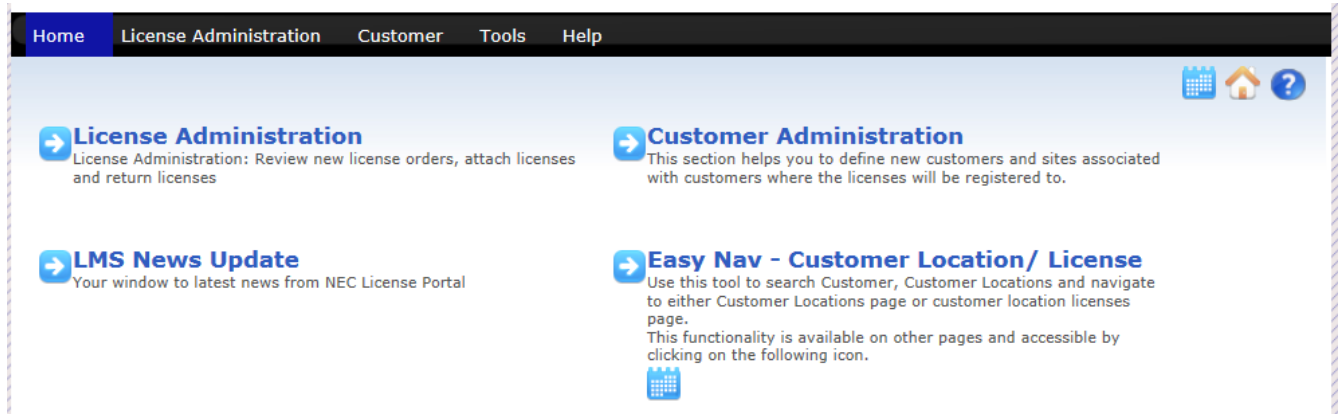 Home License Administration Customer Tools Help
License Administration
License Administration: Review new license orders, attach licenses
and return licenses
Customer Administration
This section helps you to define new customers and sites associated
with customers where the licenses will be registered to.
LMS News Update
Your window to latest news from NEC License Portal
Easy Nav - Customer Location/ License
Use this tool to search Customer, Customer Locations and navigate
to either Customer Locations page or customer location licenses
page.
This functionality is available on other pages and accessible by
clicking on the following icon.